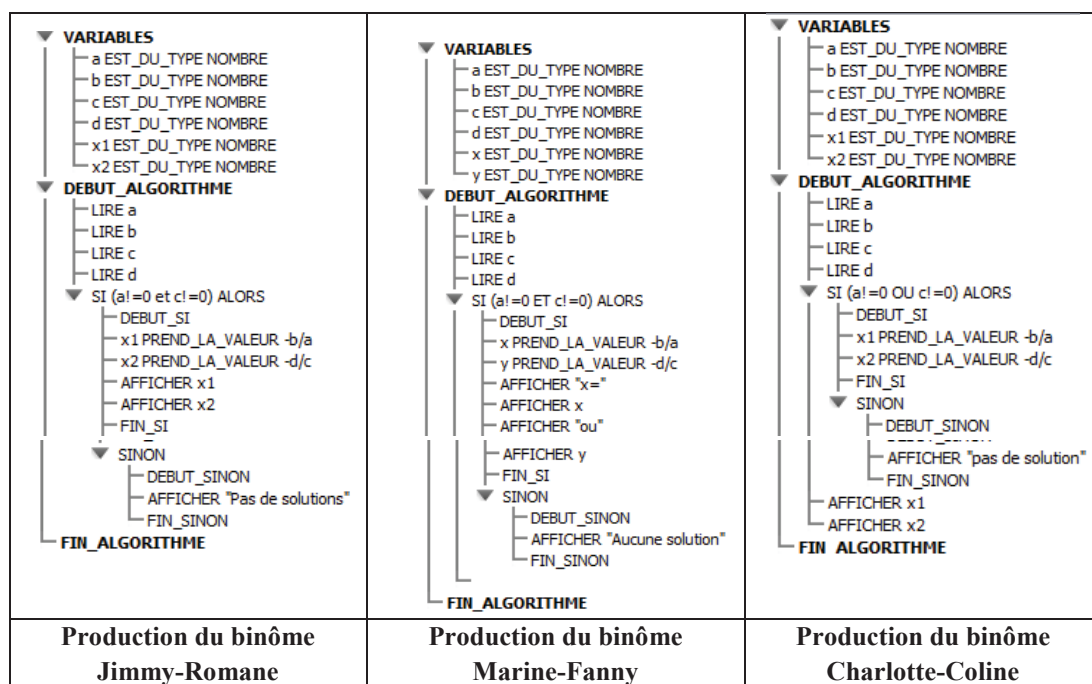 VARIABLES
a EST_DU_TYPE NOMBRE
b EST_DU_TYPE NOMBRE
c EST_DU_TYPE NOMBRE
d EST_DU_TYPE NOMBRE
x1 EST_DU_TYPE NOMBRE
x2 EST_DU_TYPE NOMBRE
DEBUT_ALGORITHME
LIRE a
LIRE b
LIRE c
LIRE d
SI (a!=0 et c!=0) ALORS
DEBUT_SI
x1 PREND_LA_VALEUR -b/a
x2 PREND_LA_VALEUR -d/c
AFFICHER x1
AFFICHER x2
FIN_SI
SINON
DEBUT_SINON
AFFICHER "Pas de solutions"
FIN_SINON
FIN_ALGORITHME
Production du binôme
Jimmy-Romane
VARIABLES
a EST_DU_TYPE NOMBRE
b EST_DU_TYPE NOMBRE
c EST_DU_TYPE NOMBRE
d EST_DU_TYPE NOMBRE
x EST_DU_TYPE NOMBRE
y EST_DU_TYPE NOMBRE
DEBUT_ALGORITHME
LIRE a
LIRE b
LIRE c
LIRE d
SI (a!=0 ET c!=0) ALORS
DEBUT_SI
x PREND_LA_VALEUR -b/a
y PREND_LA_VALEUR -d/c
AFFICHER "x="
AFFICHER x
AFFICHER "ou"
AFFICHER y
FIN_SI
SINON
DEBUT_SINON
AFFICHER "Aucune solution"
FIN_SINON
FIN_ALGORITHME
Production du binôme
Marine-Fanny
VARIABLES
a EST_DU_TYPE NOMBRE
b EST_DU_TYPE NOMBRE
c EST_DU_TYPE NOMBRE
d EST_DU_TYPE NOMBRE
x1 EST_DU_TYPE NOMBRE
x2 EST_DU_TYPE NOMBRE
DEBUT_ALGORITHME
LIRE a
LIRE b
LIRE c
LIRE d
SI (a!=0 OU c!=0) ALORS
DEBUT_SI
x1 PREND_LA_VALEUR -b/a
x2 PREND_LA_VALEUR -d/c
FIN_SI
SINON
DEBUT_SINON
AFFICHER "pas de solution"
FIN_SINON
AFFICHER x1
AFFICHER x2
FIN ALGORITHME
Production du binôme
Charlotte-Coline